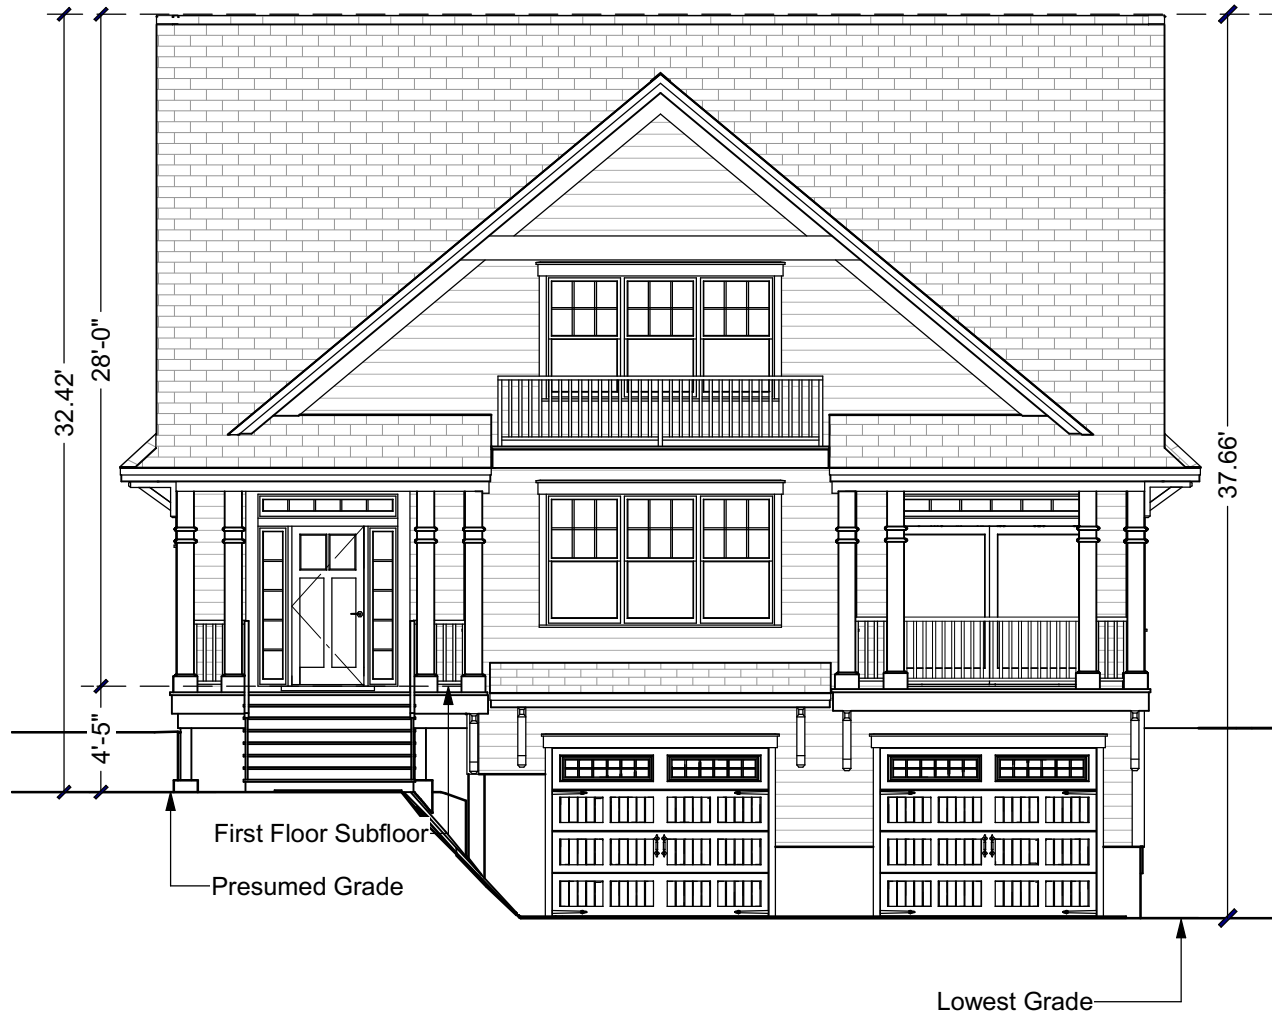 32.42'
28'-0"
4'-5"
37.66'
First Floor Subfloor
Presumed Grade
Lowest Grade